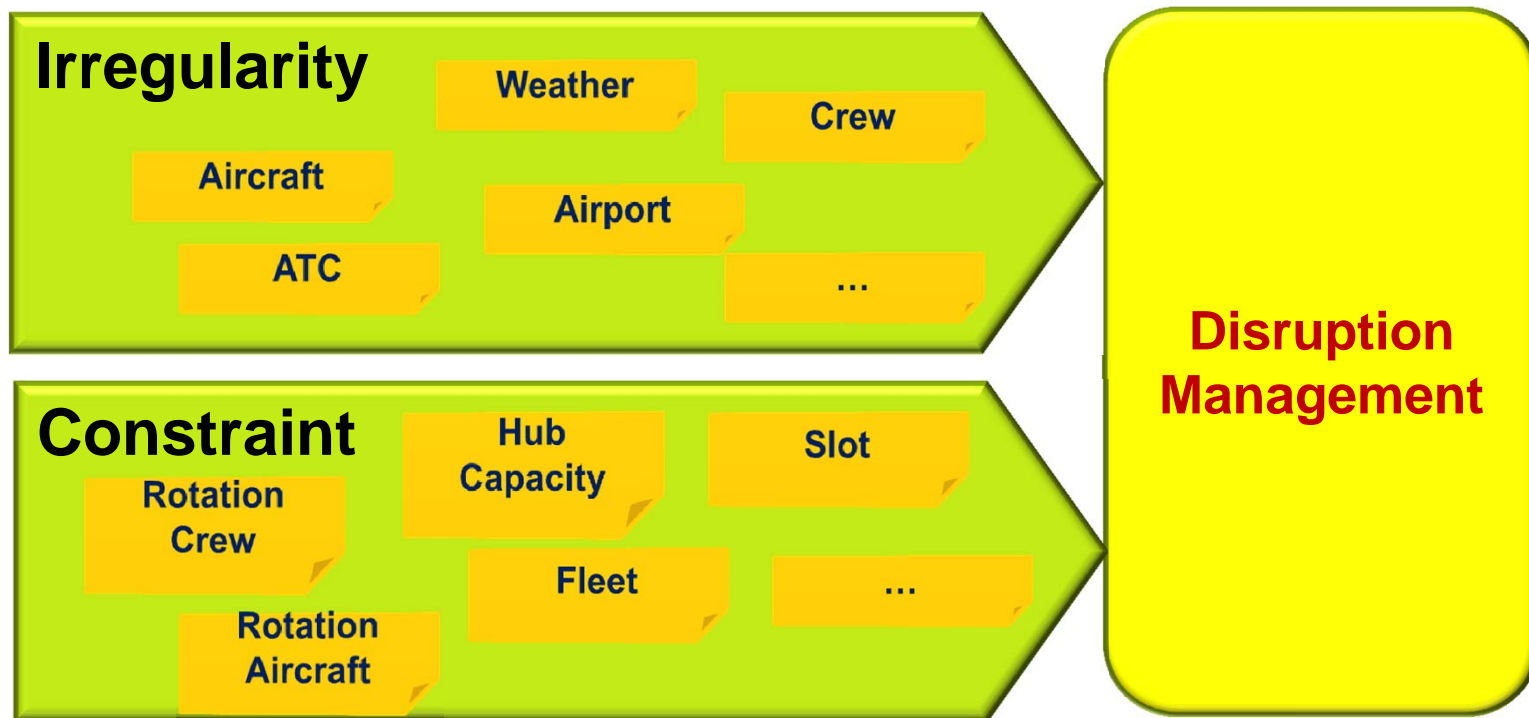 Irregularity
Weather
Crew
Aircraft
Airport
ATC
...
Constraint
Hub
Capacity
Slot
Rotation
Crew
Fleet
...
Rotation
Aircraft
Disruption
Management